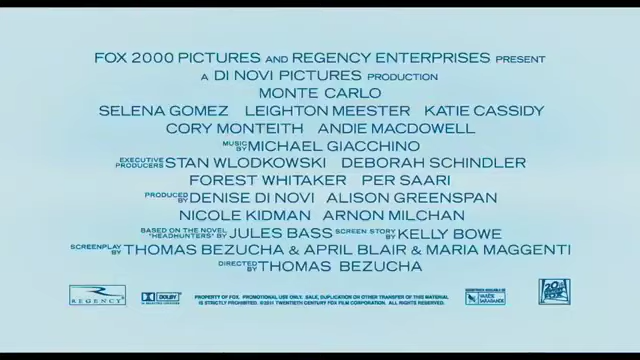 FOX 2000 PICTURES AND REGENCY ENTERPRISES PRESENT
A DI NOVI PICTURES PRODUCTION
MONTE CARLO
SELENA GOMEZ LEIGHTON MEESTER KATIE CASSIDY
CORY MONTEITH ANDIE MACDOWELL
MUSIC BY MICHAEL GIACCHINO
EXECUTIVE PRODUCERS STAN WLODKOWSKI DEBORAH SCHINDLER
FOREST WHITAKER PER SAARI
PRODUCED BY DENISE DI NOVI ALISON GREENSPAN
NICOLE KIDMAN ARNON MILCHAN
BASED ON THE NOVEL "HEADHUNTERS" BY JULES BASS SCREEN STORY BY KELLY BOWE
SCREENPLAY BY THOMAS BEZUCHA & APRIL BLAIR & MARIA MAGGENTI
DIRECTED BY THOMAS BEZUCHA
REGENCY
DOLBY
PROPERTY OF FOX. PROMOTIONAL USE ONLY. SALE, DUPLICATION OR OTHER TRANSFER OF THIS MATERIAL
IS STRICTLY PROHIBITED. ©2011 TWENTIETH CENTURY FOX FILM CORPORATION. ALL RIGHTS RESERVED.
VARÈSE
SARABANDE
20th
CENTURY
FOX